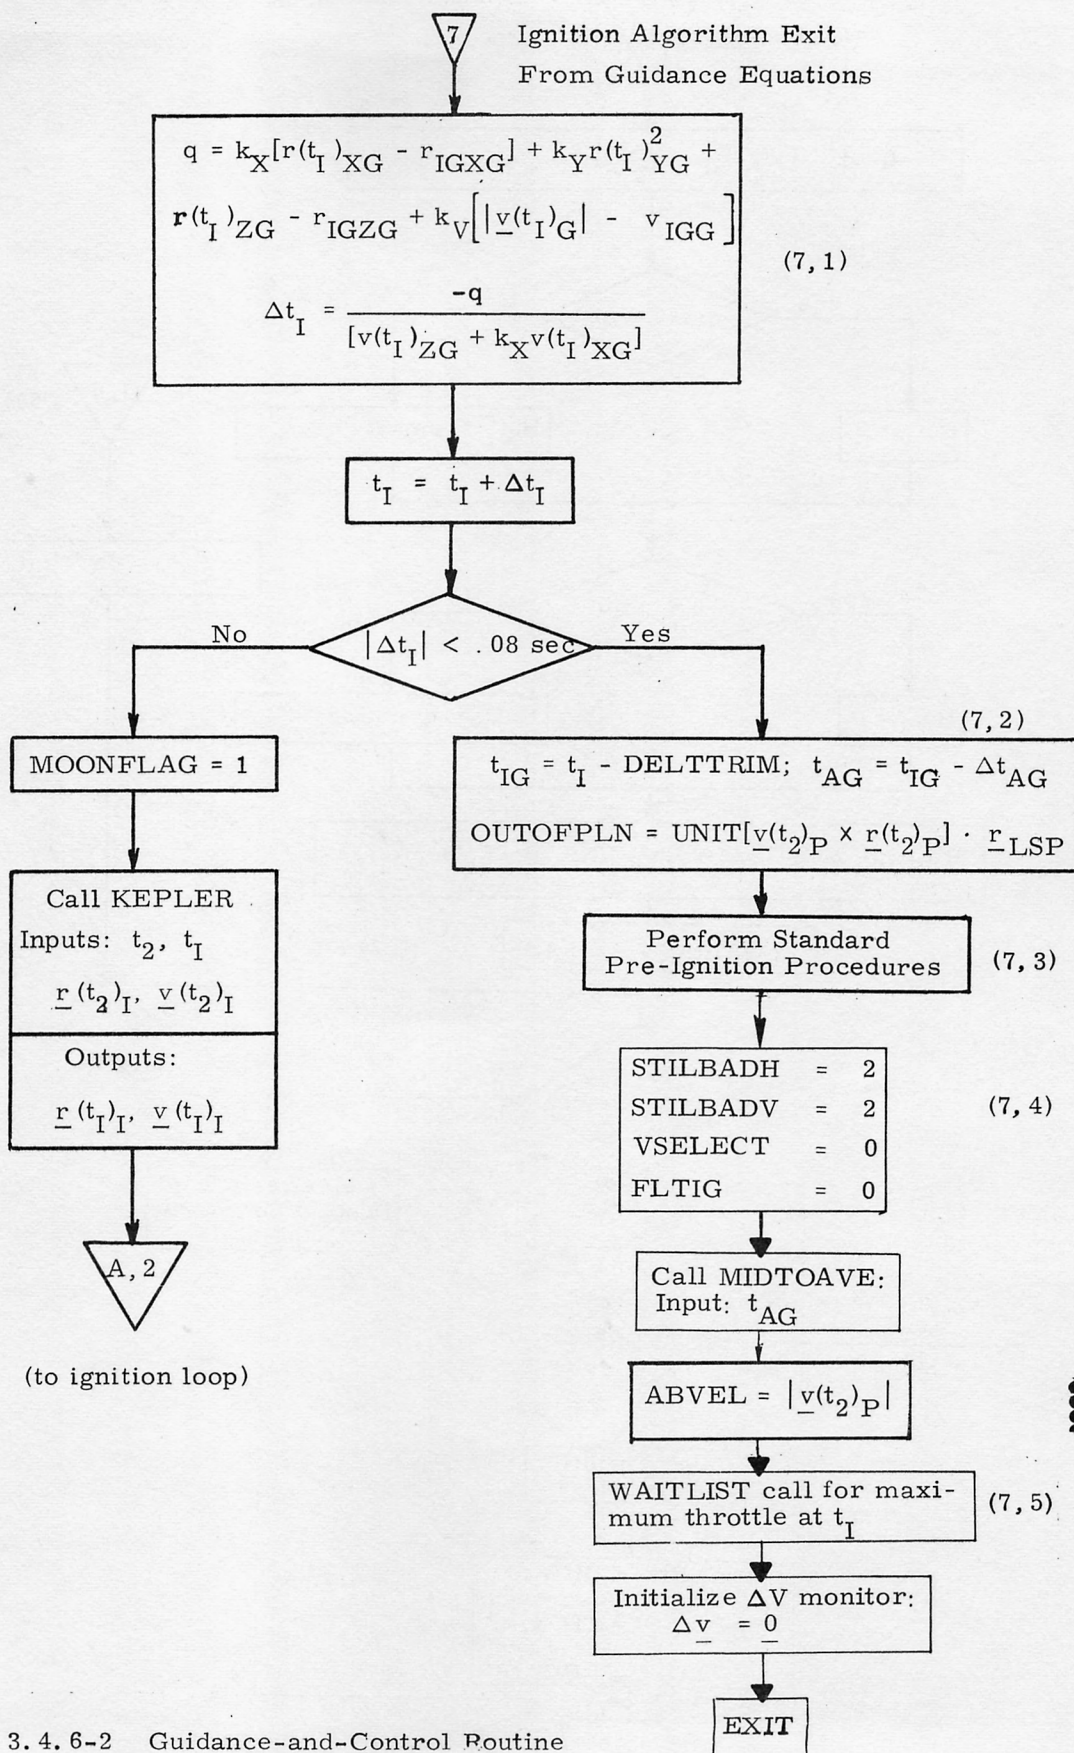 7
Ignition Algorithm Exit
From Guidance Equations
q = k_X[r(t_I)_XG - r_IGXG] + k_Y r(t_I)²_YG +
r(t_I)_ZG - r_IGZG + k_V[|v(t_I)_G| - v_IGG]
(7, 1)
Δt_I = -q / [v(t_I)_ZG + k_X v(t_I)_XG]
t_I = t_I + Δt_I
No
|Δt_I| < .08 sec
Yes
MOONFLAG = 1
Call KEPLER
Inputs: t_2, t_I
r(t_2)_I, v(t_2)_I
Outputs:
r(t_I)_I, v(t_I)_I
A, 2
(to ignition loop)
(7, 2)
t_IG = t_I - DELTTRIM; t_AG = t_IG - Δt_AG
OUTOFPLN = UNIT[v(t_2)_P x r(t_2)_P] · r_LSP
Perform Standard
Pre-Ignition Procedures
(7, 3)
STILBADH = 2
STILBADV = 2
VSELECT = 0
FLTIG = 0
(7, 4)
Call MIDTOAVE:
Input: t_AG
ABVEL = |v(t_2)_P|
WAITLIST call for maxi-
mum throttle at t_I
(7, 5)
Initialize ΔV monitor:
Δv = 0
EXIT
3.4.6-2 Guidance-and-Control Routine